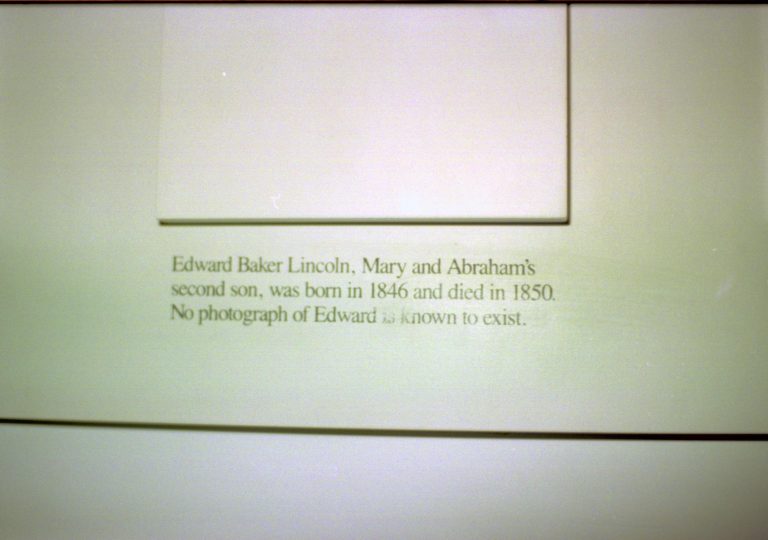 Edward Baker Lincoln, Mary and Abraham's
second son, was born in 1846 and died in 1850.
No photograph of Edward is known to exist.